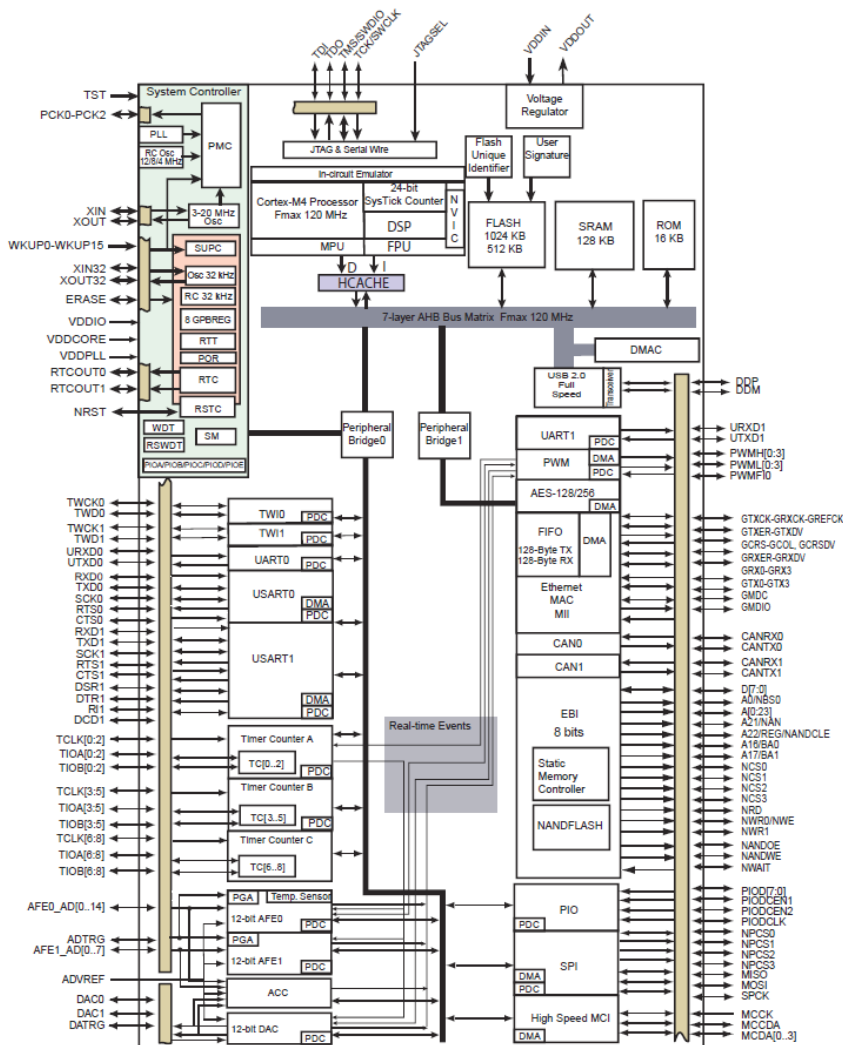 TDI
TDO
TMS/SWDIO
TCK/SWCLK
JTAGSEL
VDDIN
VDDOUT
System Controller
TST
PCK0-PCK2
PLL
RC Osc
12/8/4 MHz
PMC
XIN
XOUT
3-20 MHz
Osc
WKUP0-WKUP15
SUPC
XIN32
XOUT32
Osc 32 kHz
ERASE
RC 32 kHz
VDDIO
8 GPBREG
VDDCORE
RTT
VDDPLL
POR
RTCOUT0
RTCOUT1
RTC
NRST
RSTC
WDT
RSWDT
SM
PIOA/PIOB/PIOC/PIOD/PIOE
Voltage
Regulator
JTAG & Serial Wire
In-circuit Emulator
Cortex-M4 Processor
Fmax 120 MHz
24-bit
SysTick Counter
DSP
MPU
FPU
N
V
I
C
D
I
HCACHE
Flash
Unique
Identifier
User
Signature
FLASH
1024 KB
512 KB
SRAM
128 KB
ROM
16 KB
7-layer AHB Bus Matrix Fmax 120 MHz
DMAC
USB 2.0
Full
Speed
Transceiver
DDP
DDM
Peripheral
Bridge0
Peripheral
Bridge1
TWCK0
TWD0
TWCK1
TWD1
URXD0
UTXD0
RXD0
TXD0
SCK0
RTS0
CTS0
RXD1
TXD1
SCK1
RTS1
CTS1
DSR1
DTR1
RI1
DCD1
TCLK[0:2]
TIOA[0:2]
TIOB[0:2]
TCLK[3:5]
TIOA[3:5]
TIOB[3:5]
TCLK[6:8]
TIOA[6:8]
TIOB[6:8]
AFE0_AD[0..14]
ADTRG
AFE1_AD[0..7]
ADVREF
DAC0
DAC1
DATRG
TWI0
PDC
TWI1
PDC
UART0
PDC
USART0
DMA
PDC
USART1
DMA
PDC
Timer Counter A
TC[0..2]
PDC
Timer Counter B
TC[3..5]
PDC
Timer Counter C
TC[6..8]
PGA
Temp. Sensor
12-bit AFE0
PDC
PGA
12-bit AFE1
PDC
ACC
12-bit DAC
PDC
Real-time Events
UART1
PDC
PWM
DMA
PDC
AES-128/256
DMA
FIFO
128-Byte TX
128-Byte RX
DMA
Ethernet
MAC
MII
CAN0
CAN1
EBI
8 bits
Static
Memory
Controller
NANDFLASH
PIO
PDC
SPI
DMA
PDC
High Speed MCI
DMA
URXD1
UTXD1
PWMH[0:3]
PWML[0:3]
PWMFI0
GTXCK-GRXCK-GREFCK
GTXER-GTXDV
GCRS-GCOL, GCRSDV
GRXER-GRXDV
GRX0-GRX3
GTX0-GTX3
GMDC
GMDIO
CANRX0
CANTX0
CANRX1
CANTX1
D[7:0]
A0/NBS0
A[0:23]
A21/NAN
A22/REG/NANDCLE
A16/BA0
A17/BA1
NCS0
NCS1
NCS2
NCS3
NRD
NWR0/NWE
NWR1
NANDOE
NANDWE
NWAIT
PIOD[7:0]
PIODCEN1
PIODCEN2
PIODCLK
NPCS0
NPCS1
NPCS2
NPCS3
MISO
MOSI
SPCK
MCCK
MCCDA
MCDA[0..3]